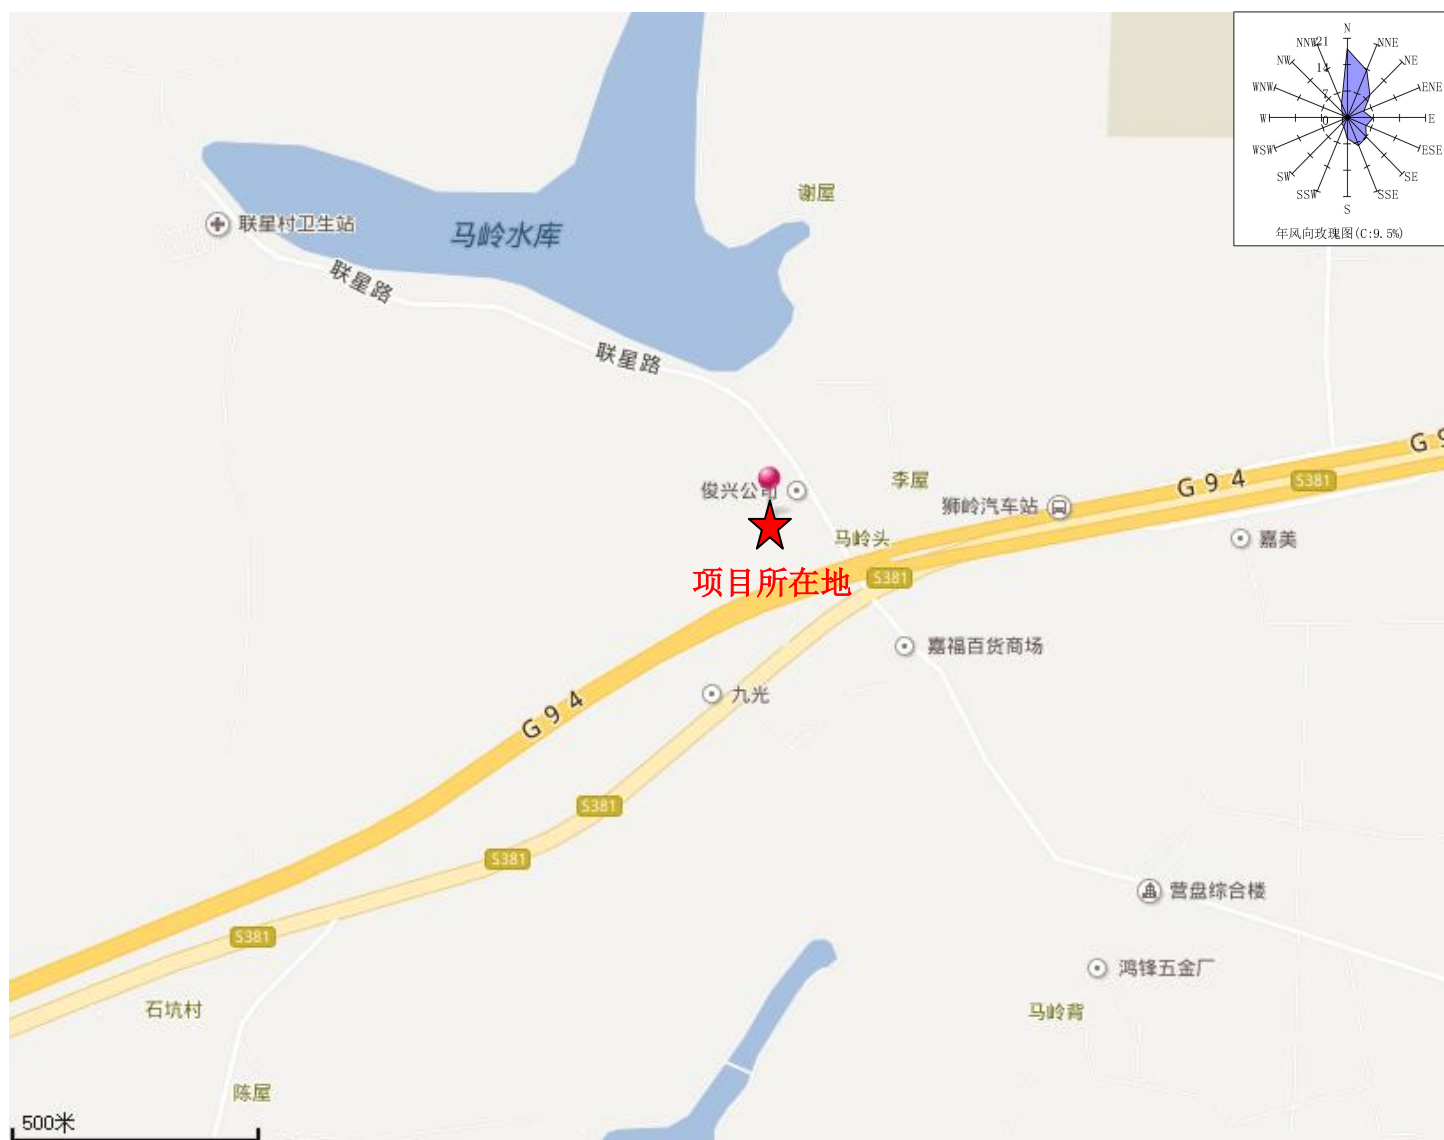 N
NNW
21
NNE
NW
14
NE
WNW
7
ENE
W
0
E
WSW
ESE
SW
SE
SSW
SSE
S
年风向玫瑰图(C:9.5%)
谢屋
联星村卫生站
马岭水库
联星路
联星路
G9
俊兴公司
李屋
G94
S381
狮岭汽车站
马岭头
嘉美
项目所在地
S381
嘉福百货商场
九光
G94
S381
S381
营盘综合楼
S381
鸿锋五金厂
石坑村
马岭背
陈屋
500米